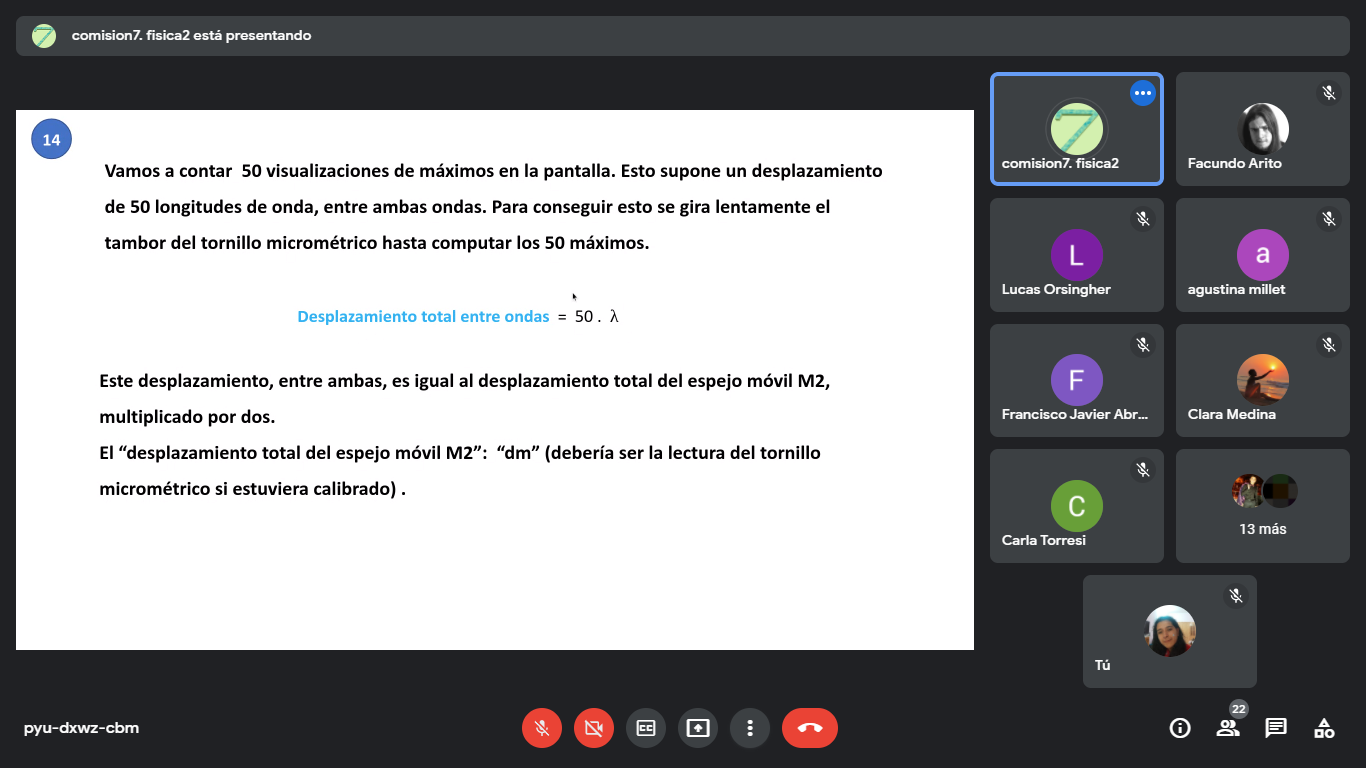 comision7. fisica2 está presentando
14
Vamos a contar 50 visualizaciones de máximos en la pantalla. Esto supone un desplazamiento
de 50 longitudes de onda, entre ambas ondas. Para conseguir esto se gira lentamente el
tambor del tornillo micrométrico hasta computar los 50 máximos.
Desplazamiento total entre ondas = 50 . λ
Este desplazamiento, entre ambas, es igual al desplazamiento total del espejo móvil M2,
multiplicado por dos.
El “desplazamiento total del espejo móvil M2”: “dm” (debería ser la lectura del tornillo
micrométrico si estuviera calibrado) .
comision7. fisica2
Facundo Arito
L
Lucas Orsingher
a
agustina millet
F
Francisco Javier Abr...
Clara Medina
C
Carla Torresi
13 más
Tú
pyu-dxwz-cbm
CC
22